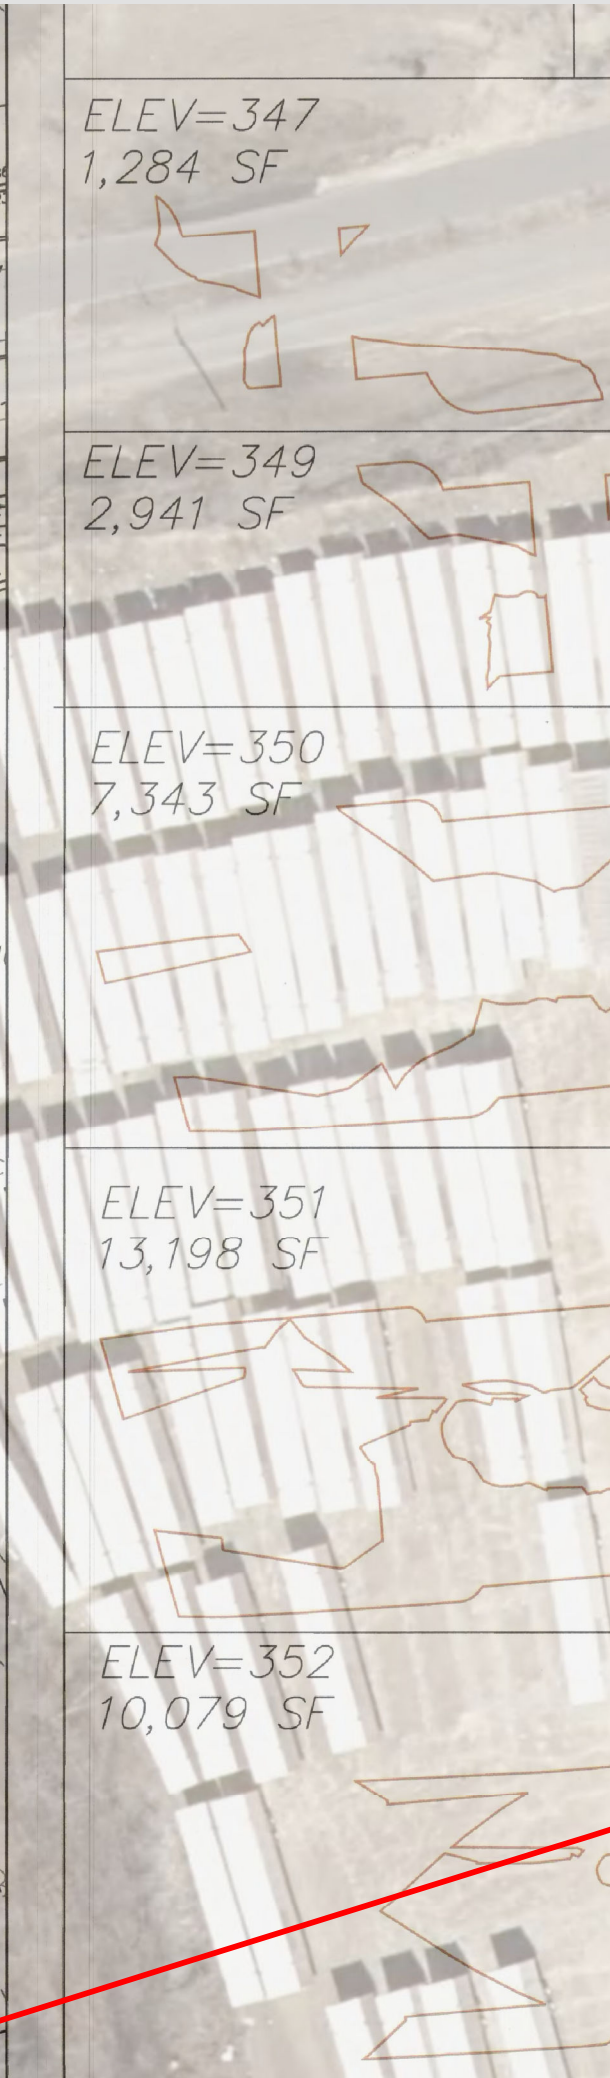 ELEV=347
1,284 SF
ELEV=349
2,941 SF
ELEV=350
7,343 SF
ELEV=351
13,198 SF
ELEV=352
10,079 SF